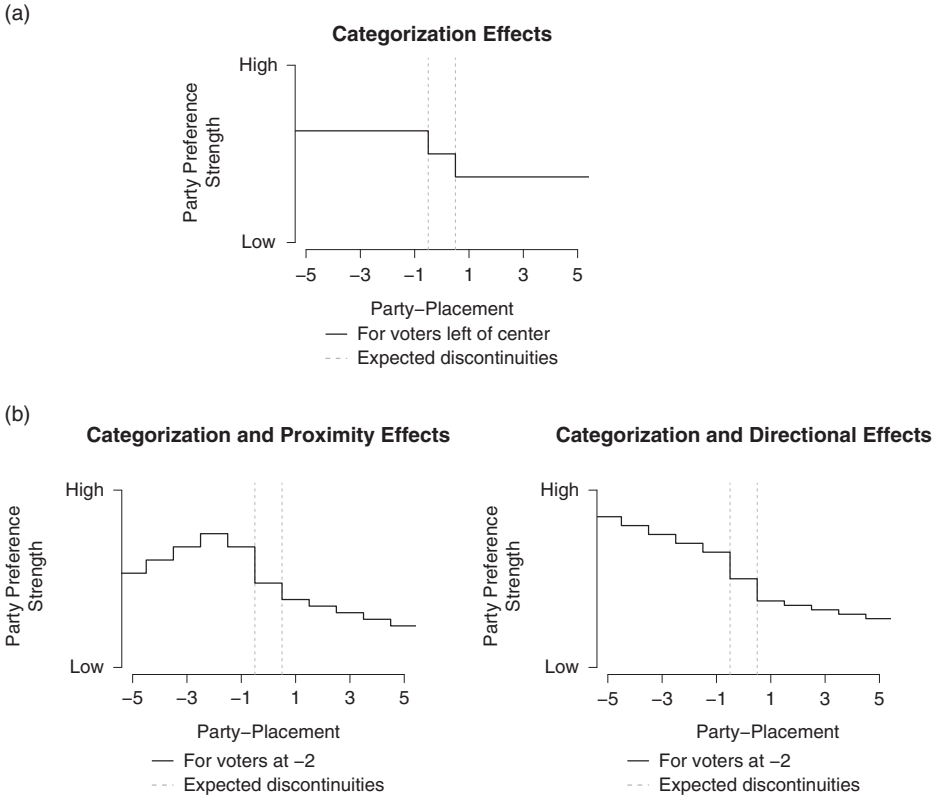 (a)
Categorization Effects
High
Party Preference
Strength
Low
−5 −3 −1 1 3 5
Party−Placement
For voters left of center
Expected discontinuities
(b)
Categorization and Proximity Effects
High
Party Preference
Strength
Low
−5 −3 −1 1 3 5
Party−Placement
For voters at −2
Expected discontinuities
Categorization and Directional Effects
High
Party Preference
Strength
Low
−5 −3 −1 1 3 5
Party−Placement
For voters at −2
Expected discontinuities